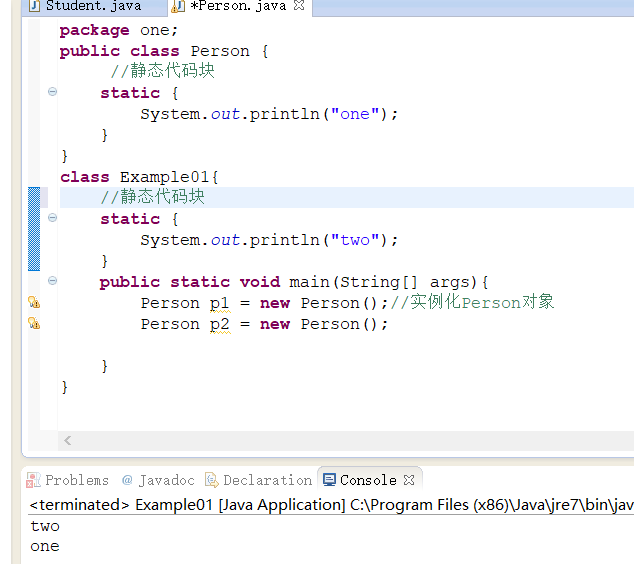 Student.java *Person.java
package one;
public class Person {
//静态代码块
static {
System.out.println("one");
}
}
class Example01{
//静态代码块
static {
System.out.println("two");
}
public static void main(String[] args){
Person p1 = new Person();//实例化Person对象
Person p2 = new Person();
}
}
Problems @ Javadoc Declaration Console
<terminated> Example01 [Java Application] C:\Program Files (x86)\Java\jre7\bin\jav
two
one